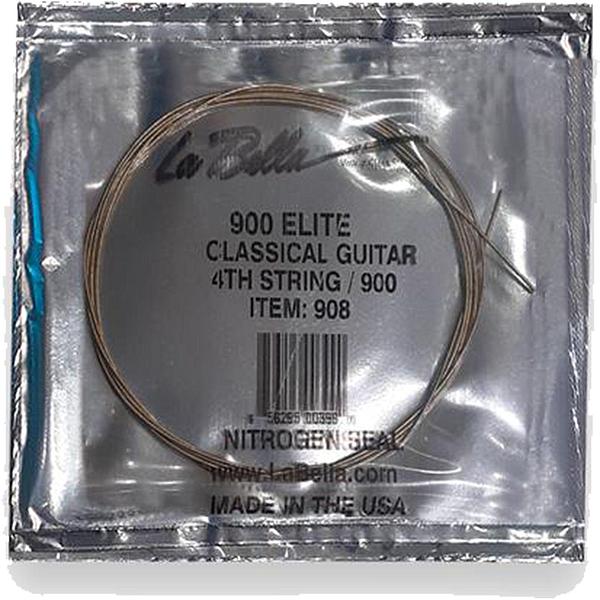 La Bella
900 ELITE
CLASSICAL GUITAR
4TH STRING / 900
ITEM: 908
NITROGEN SEAL
www.LaBella.com
MADE IN THE USA